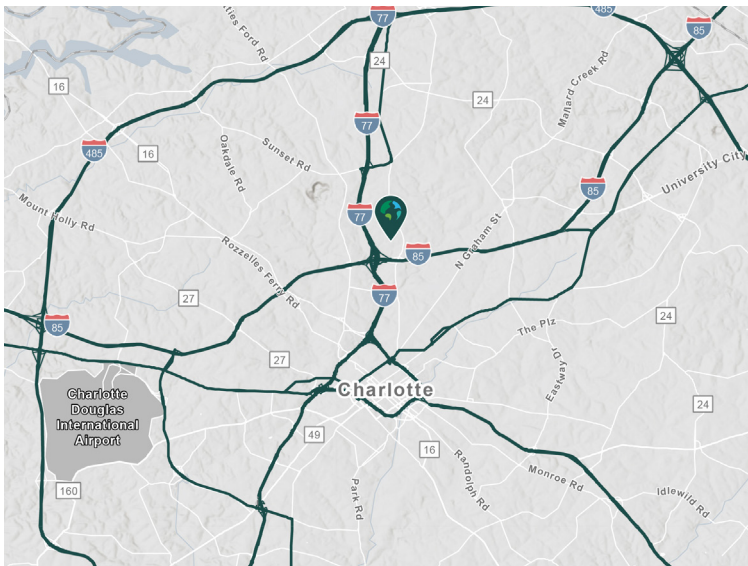 77
485
85
ties Ford Rd
24
16
Mallard Creek Rd
24
77
Sunset Rd
Oakdale Rd
485
16
University City
85
Mount Holly Rd
77
N Graham St
Rozzelles Ferry Rd
85
77
27
85
The Plz
24
27
Eastway Dr
Charlotte
Charlotte
Douglas
International
Airport
24
49
16
Randolph Rd
Monroe Rd
160
Park Rd
Idlewild Rd